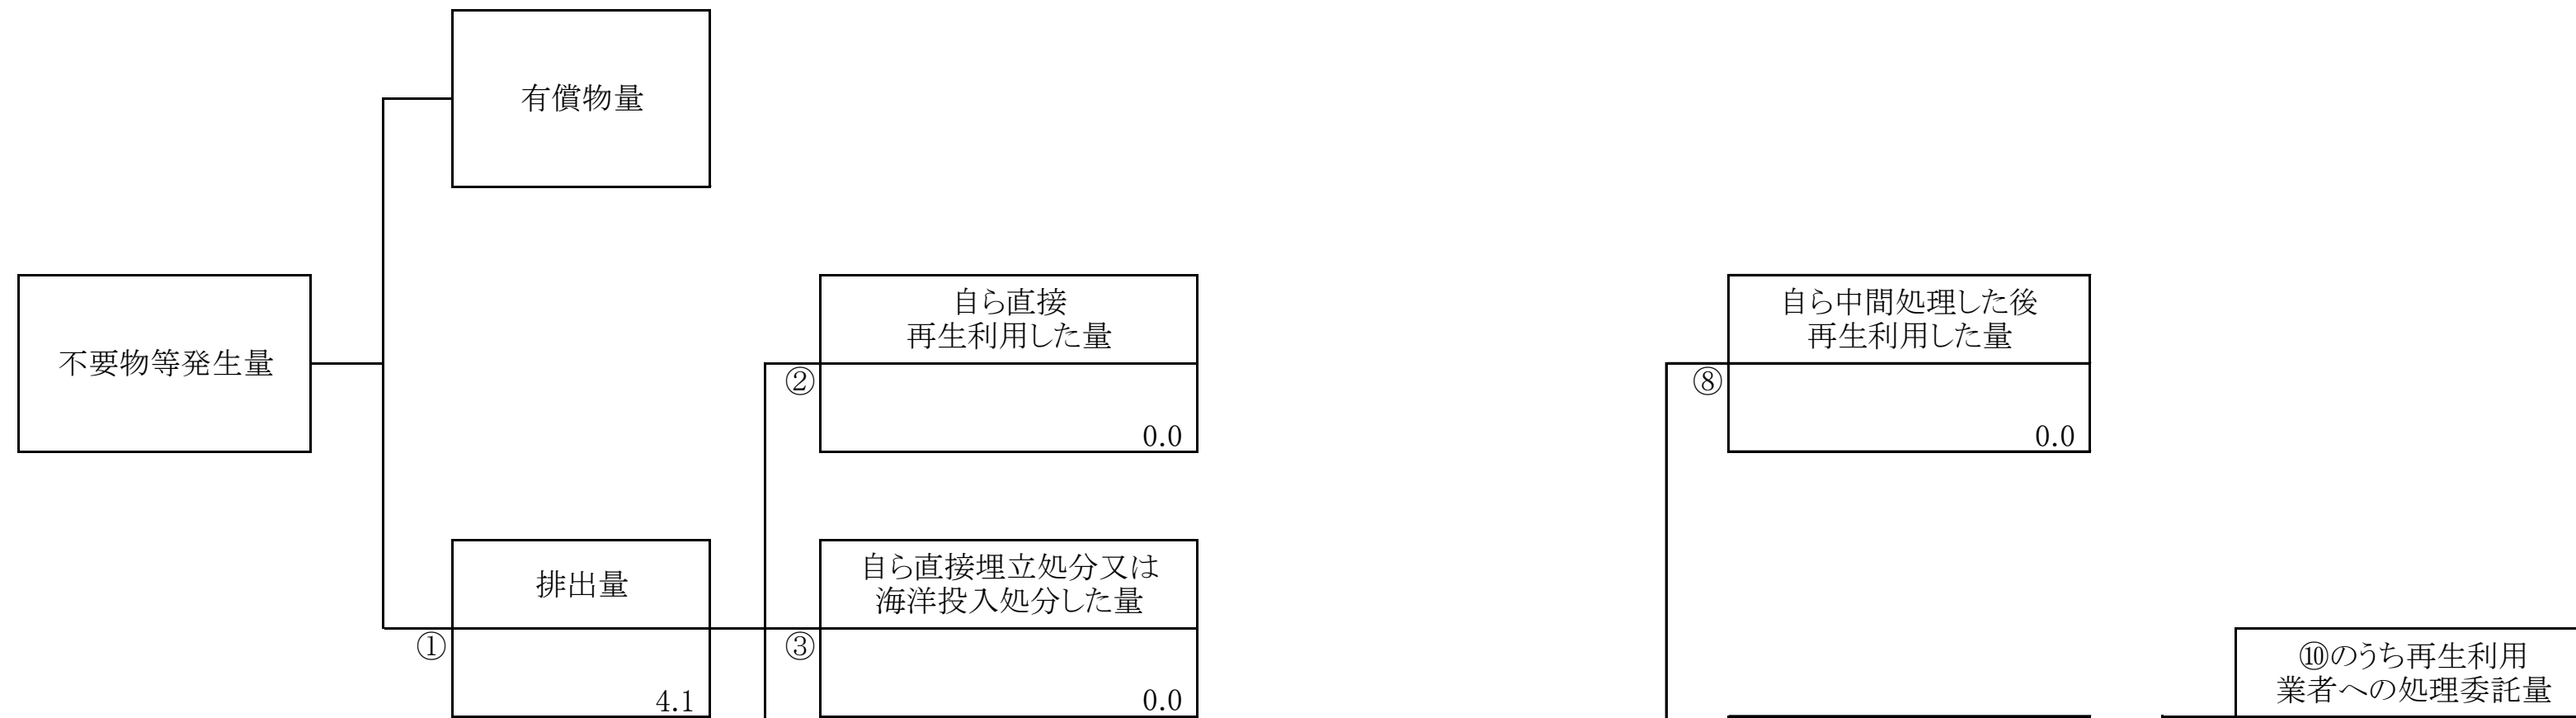 有償物量
不要物等発生量
自ら直接
再生利用した量
②
0.0
自ら中間処理した後
再生利用した量
⑧
0.0
排出量
①
4.1
自ら直接埋立処分又は
海洋投入処分した量
③
0.0
⑩のうち再生利用
業者への処理委託量